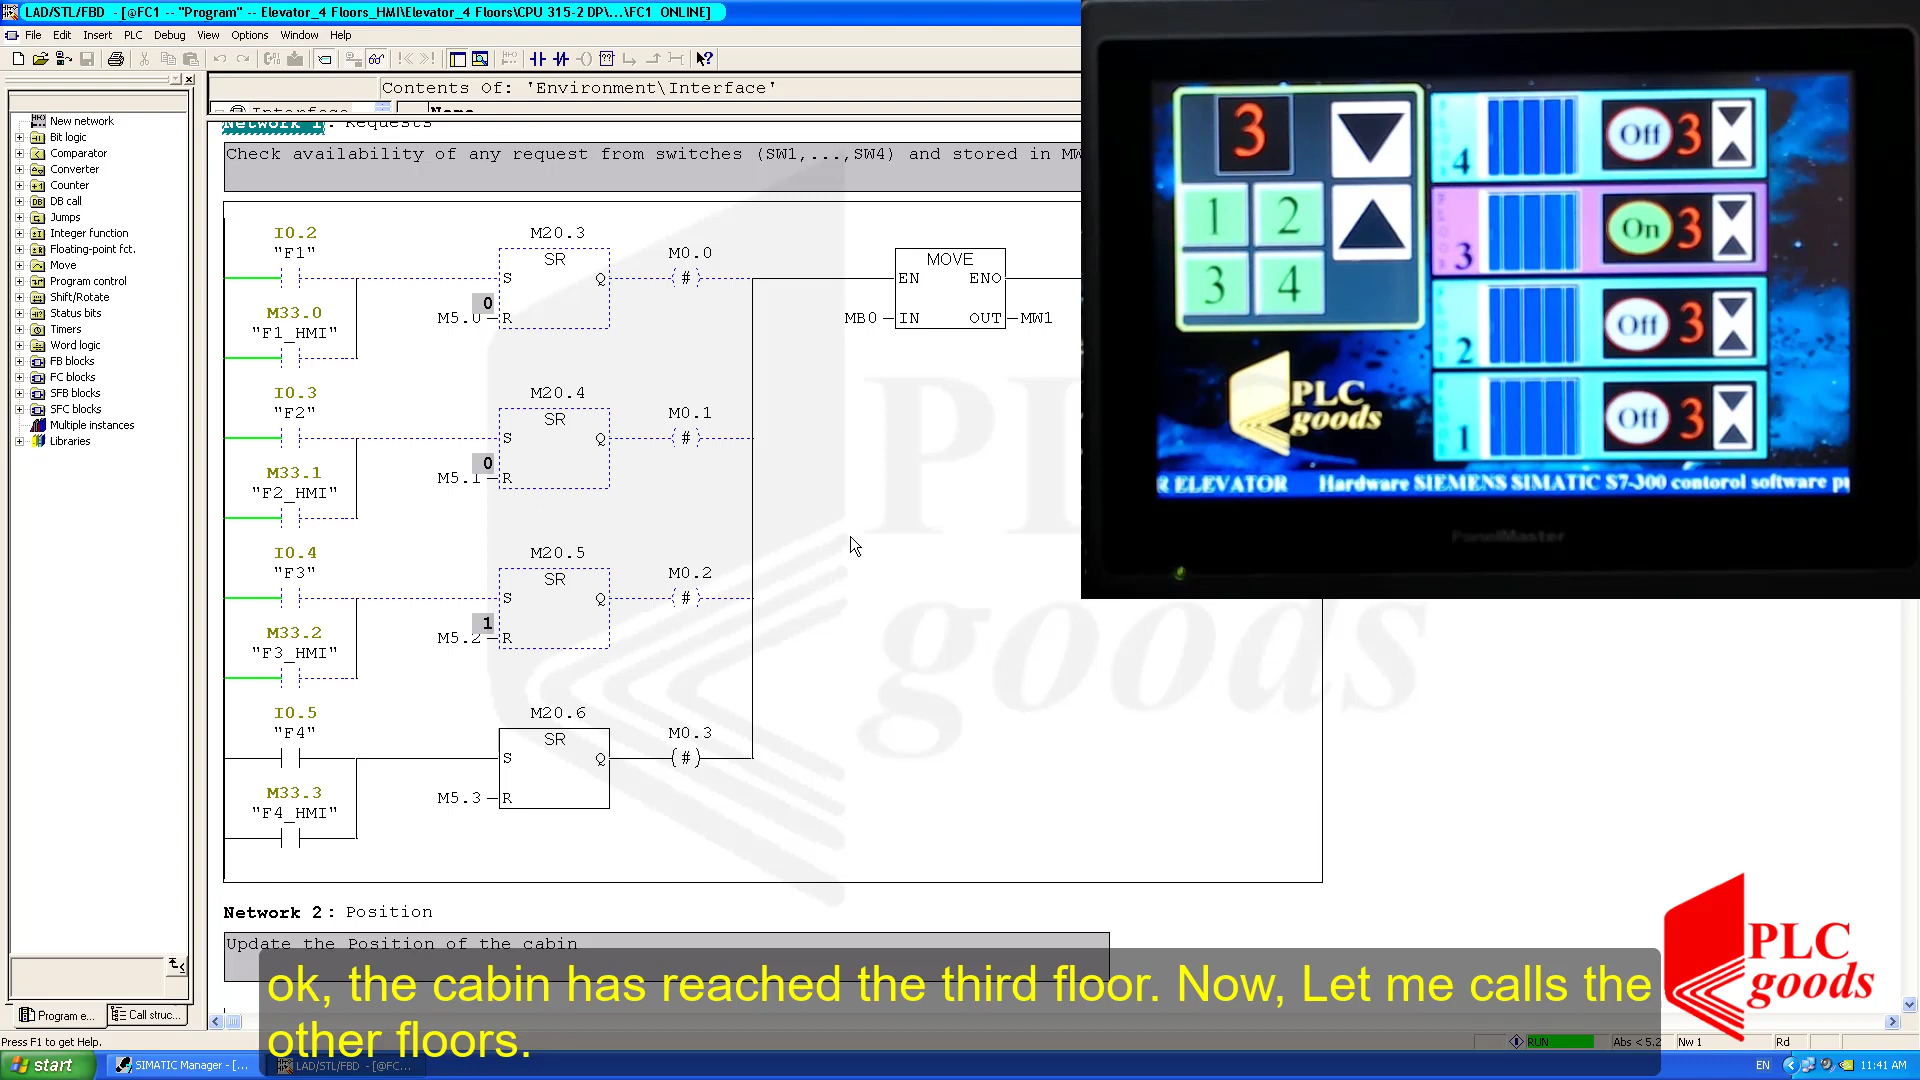 LAD/STL/FBD - [@FC1 -- "Program" -- Elevator_4 Floors_HMI\Elevator_4 Floors\CPU 315-2 DP\...\FC1 ONLINE]
File Edit Insert PLC Debug View Options Window Help
Contents Of: 'Environment\Interface'
Interface
Name
New network
Bit logic
Comparator
Converter
Counter
DB call
Jumps
Integer function
Floating-point fct.
Move
Program control
Shift/Rotate
Status bits
Timers
Word logic
FB blocks
FC blocks
SFB blocks
SFC blocks
Multiple instances
Libraries
Program e...
Call struc...
Network 1: Requests
Check availability of any request from switches (SW1,...,SW4) and stored in MW
I0.2
"F1"
M20.3
SR
S
Q
M0.0
#
MOVE
EN
ENO
M33.0
"F1_HMI"
0
M5.0
R
MB0
IN
OUT
MW1
I0.3
"F2"
M20.4
SR
S
Q
M0.1
#
M33.1
"F2_HMI"
0
M5.1
R
I0.4
"F3"
M20.5
SR
S
Q
M0.2
#
M33.2
"F3_HMI"
1
M5.2
R
I0.5
"F4"
M20.6
SR
S
Q
M0.3
(#)
M33.3
"F4_HMI"
M5.3
R
Network 2: Position
Update the Position of the cabin
3
1 2
3 4
4 Off 3
3 On 3
2 Off 3
1 Off 3
PLC
goods
R ELEVATOR Hardware SIEMENS SIMATIC S7-300 contorol software p
PanelMaster
PLC
goods
PLC
goods
ok, the cabin has reached the third floor. Now, Let me calls the
other floors.
Press F1 to get Help.
RUN
Abs < 5.2
Nw 1
Rd
start
SIMATIC Manager - [...
LAD/STL/FBD - [@FC...
EN
11:41 AM